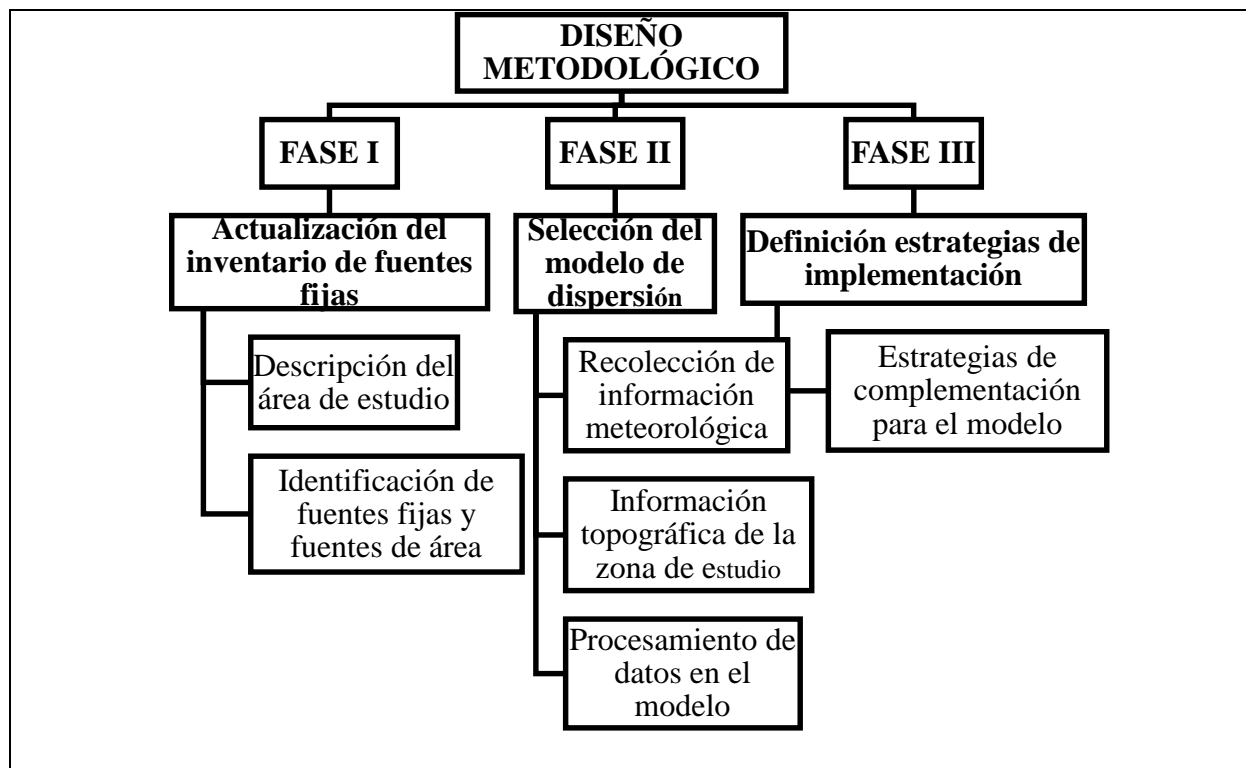 DISEÑO
METODOLÓGICO
FASE I
Actualización del
inventario de fuentes
fijas
Descripción del
área de estudio
Identificación de
fuentes fijas y
fuentes de área
FASE II
Selección del
modelo de
dispersión
Recolección de
información
meteorológica
Información
topográfica de la
zona de estudio
Procesamiento de
datos en el
modelo
FASE III
Definición estrategias de
implementación
Estrategias de
complementación
para el modelo